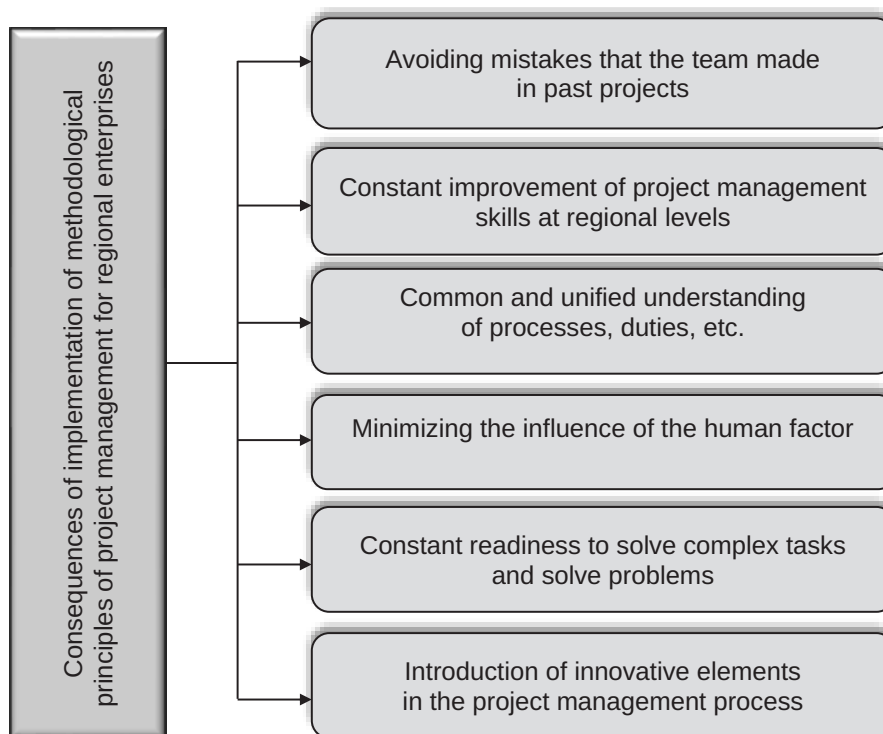 Consequences of implementation of methodological
principles of project management for regional enterprises
Avoiding mistakes that the team made
in past projects
Constant improvement of project management
skills at regional levels
Common and unified understanding
of processes, duties, etc.
Minimizing the influence of the human factor
Constant readiness to solve complex tasks
and solve problems
Introduction of innovative elements
in the project management process